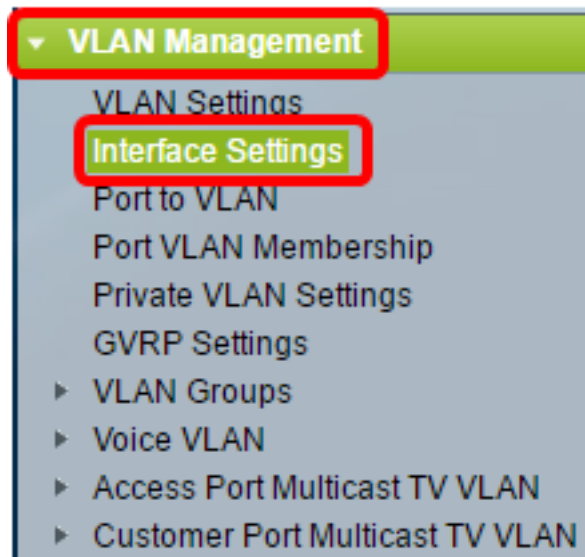 VLAN Management
VLAN Settings
Interface Settings
Port to VLAN
Port VLAN Membership
Private VLAN Settings
GVRP Settings
VLAN Groups
Voice VLAN
Access Port Multicast TV VLAN
Customer Port Multicast TV VLAN